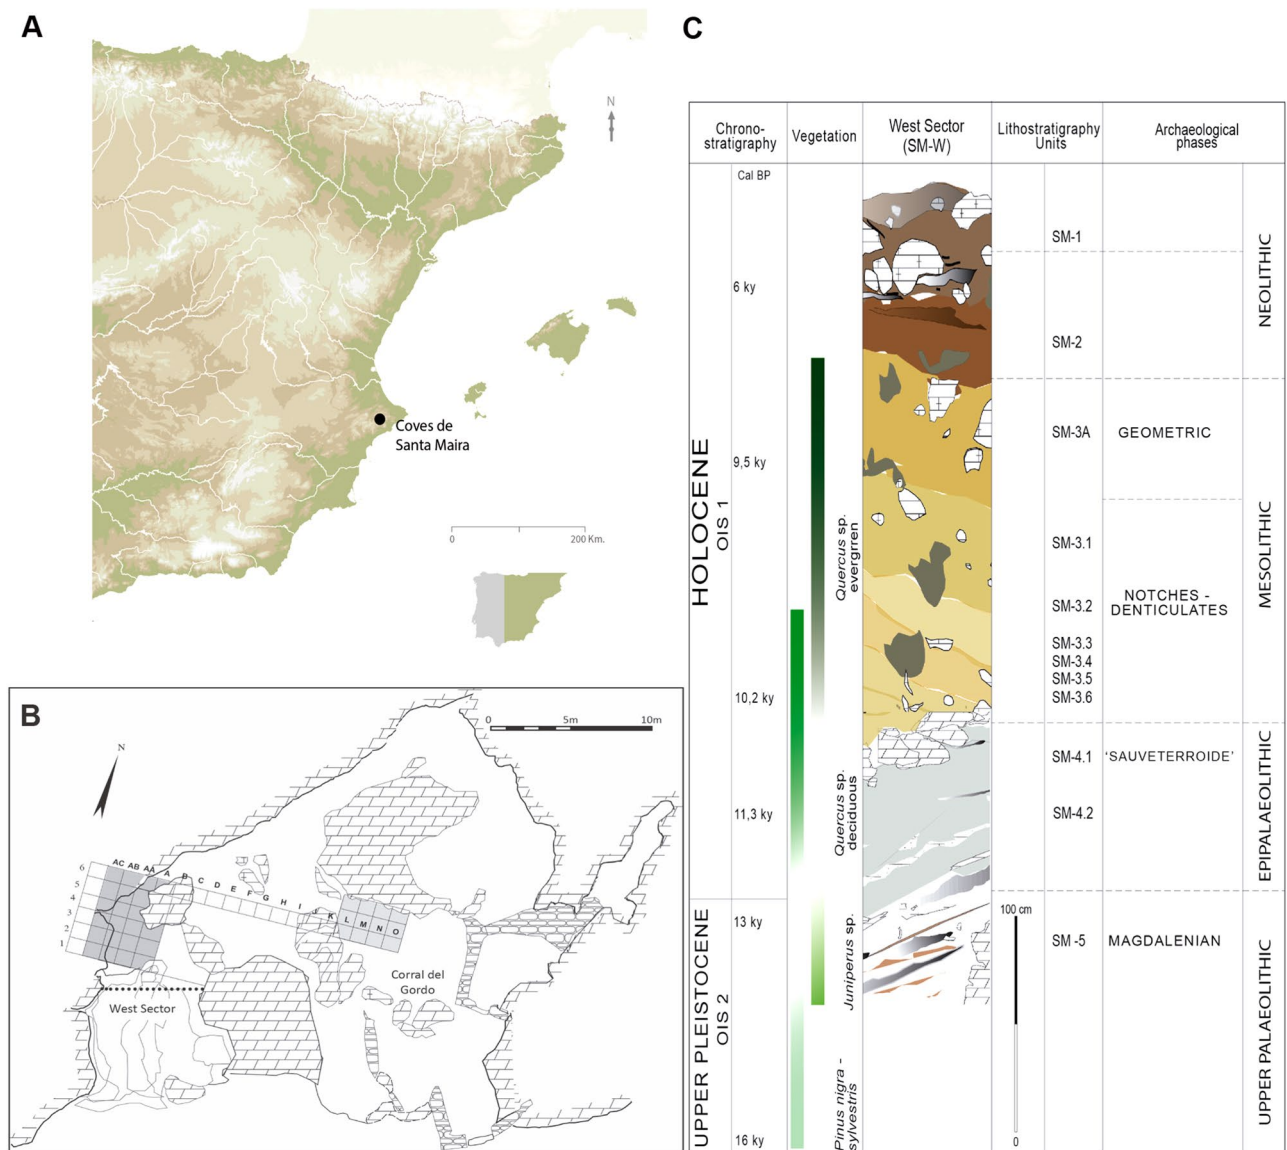 A
N
Coves de
Santa Maira
0
200 Km.
B
0
5m
10m
N
6
5
4
3
2
1
AC
AB
AA
A
B
C
D
E
F
G
H
I
J
K
L
M
N
O
Corral del
Gordo
West Sector
C
Chrono-
stratigraphy
Vegetation
West Sector
(SM-W)
Lithostratigraphy
Units
Archaeological
phases
Cal BP
6 ky
9,5 ky
10,2 ky
11,3 ky
13 ky
16 ky
HOLOCENE
OIS 1
UPPER PLEISTOCENE
OIS 2
Quercus sp.
evergrren
Quercus sp.
deciduous
Juniperus sp.
Pinus nigra -
sylvestris
SM-1
SM-2
SM-3A
SM-3.1
SM-3.2
SM-3.3
SM-3.4
SM-3.5
SM-3.6
SM-4.1
SM-4.2
SM -5
100 cm
0
GEOMETRIC
NOTCHES -
DENTICULATES
'SAUVETERROIDE'
MAGDALENIAN
NEOLITHIC
MESOLITHIC
EPIPALAEOLITHIC
UPPER PALAEOLITHIC